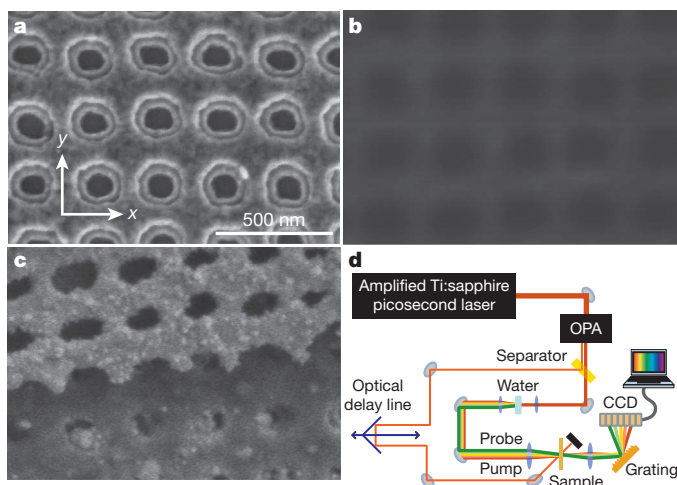 a
b
y
x
500 nm
c
d
Amplified Ti:sapphire
picosecond laser
OPA
Separator
Optical
delay line
Water
CCD
Probe
Pump
Sample
Grating